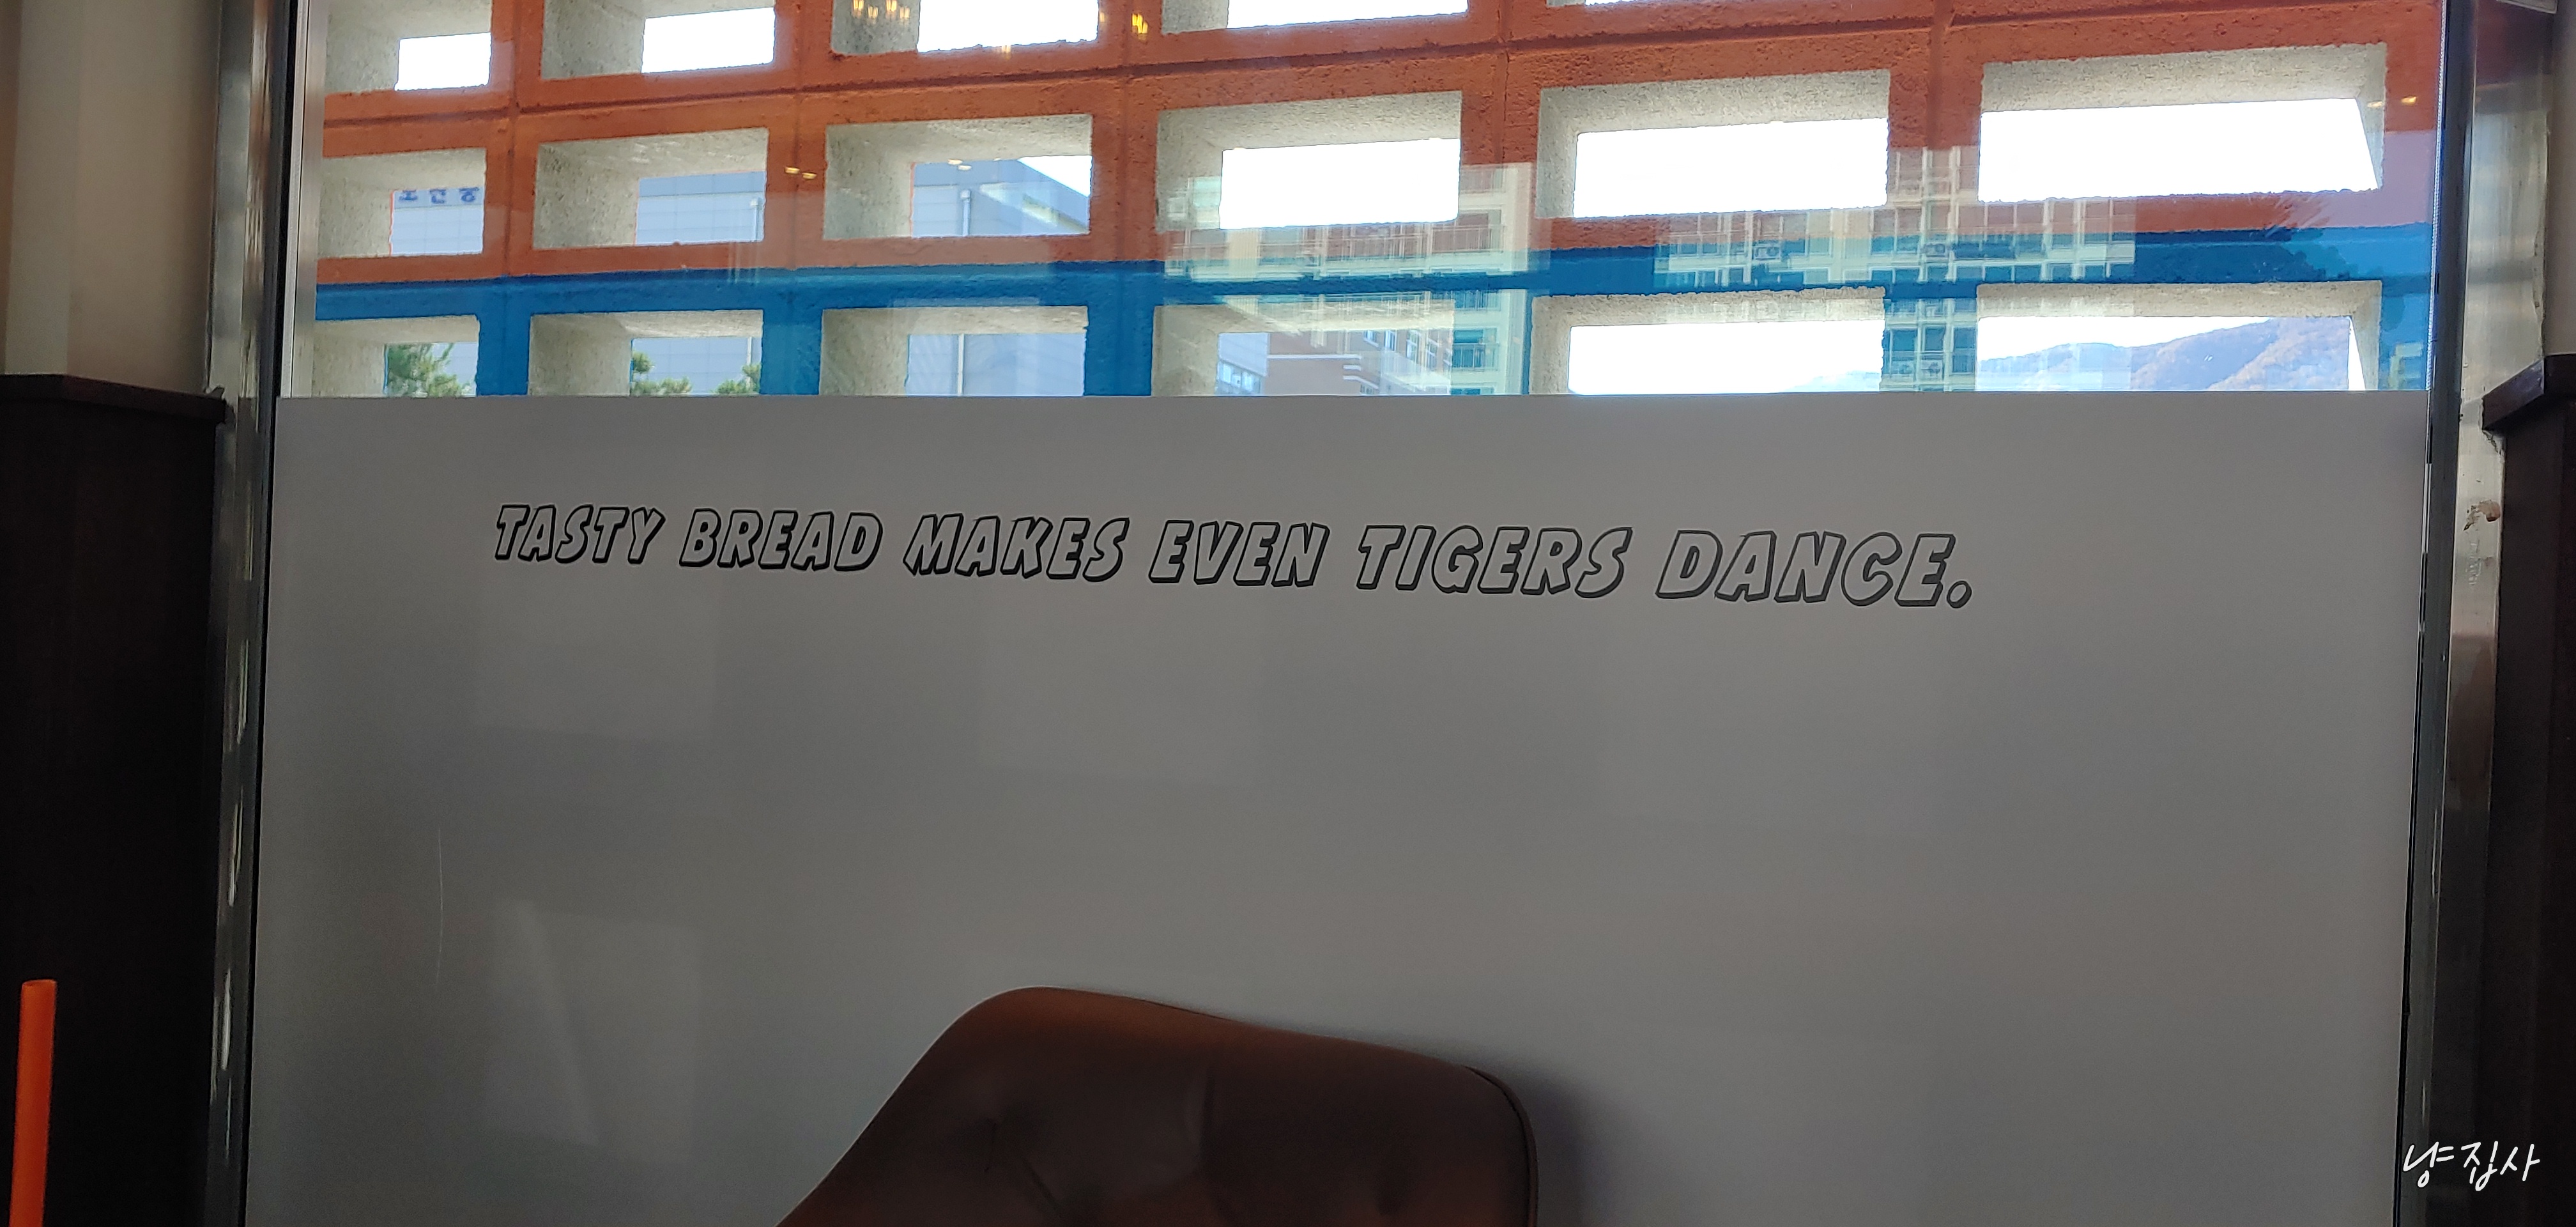 TASTY BREAD MAKES EVEN TIGERS DANCE.
냥집사